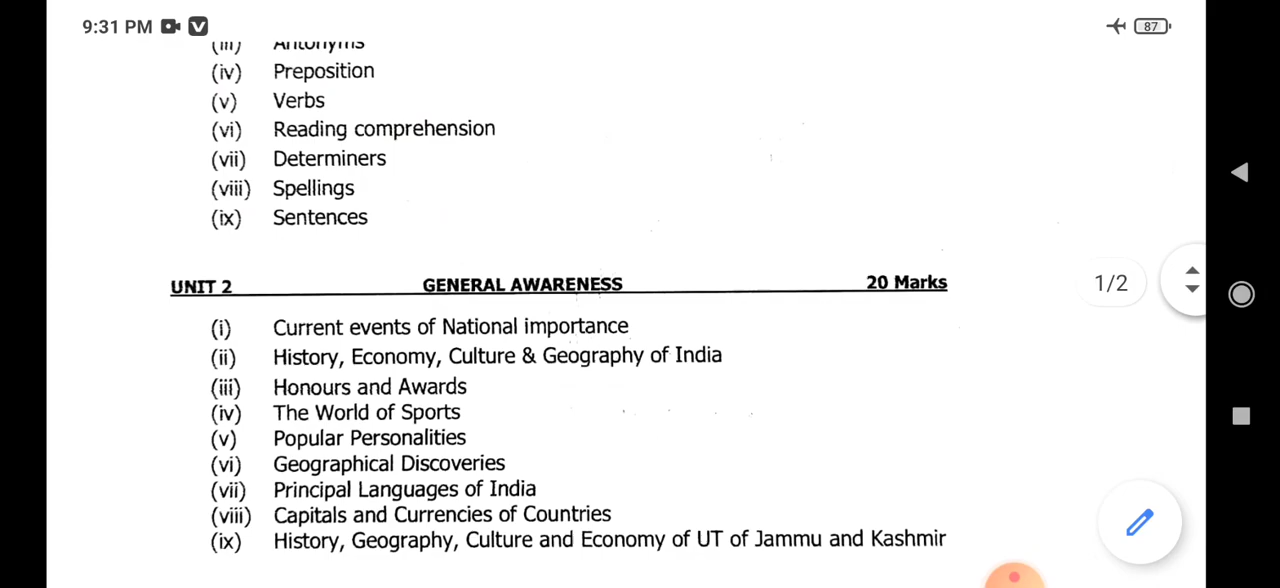 9:31 PM
87
(iii) Antonyms
(iv) Preposition
(v) Verbs
(vi) Reading comprehension
(vii) Determiners
(viii) Spellings
(ix) Sentences
UNIT 2 GENERAL AWARENESS 20 Marks
1/2
(i) Current events of National importance
(ii) History, Economy, Culture & Geography of India
(iii) Honours and Awards
(iv) The World of Sports
(v) Popular Personalities
(vi) Geographical Discoveries
(vii) Principal Languages of India
(viii) Capitals and Currencies of Countries
(ix) History, Geography, Culture and Economy of UT of Jammu and Kashmir